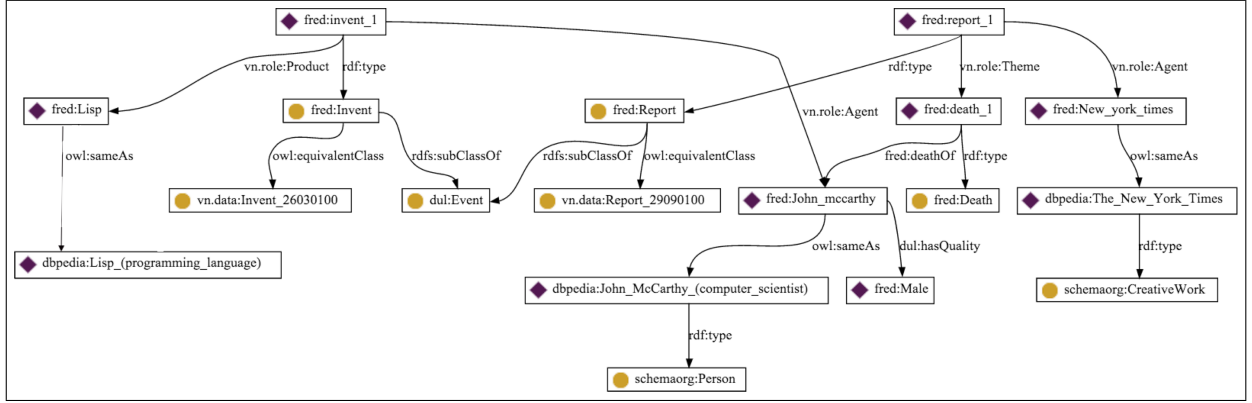 fred:invent_1
fred:report_1
vn.role:Product
rdf:type
rdf:type
vn.role:Theme
vn.role:Agent
fred:Lisp
fred:Invent
fred:Report
vn.role:Agent
fred:death_1
fred:New_york_times
owl:sameAs
owl:equivalentClass
rdfs:subClassOf
rdfs:subClassOf
owl:equivalentClass
fred:deathOf
rdf:type
owl:sameAs
vn.data:Invent_26030100
dul:Event
vn.data:Report_29090100
fred:John_mccarthy
fred:Death
dbpedia:The_New_York_Times
owl:sameAs
dul:hasQuality
rdf:type
dbpedia:Lisp_(programming_language)
dbpedia:John_McCarthy_(computer_scientist)
fred:Male
schemaorg:CreativeWork
rdf:type
schemaorg:Person